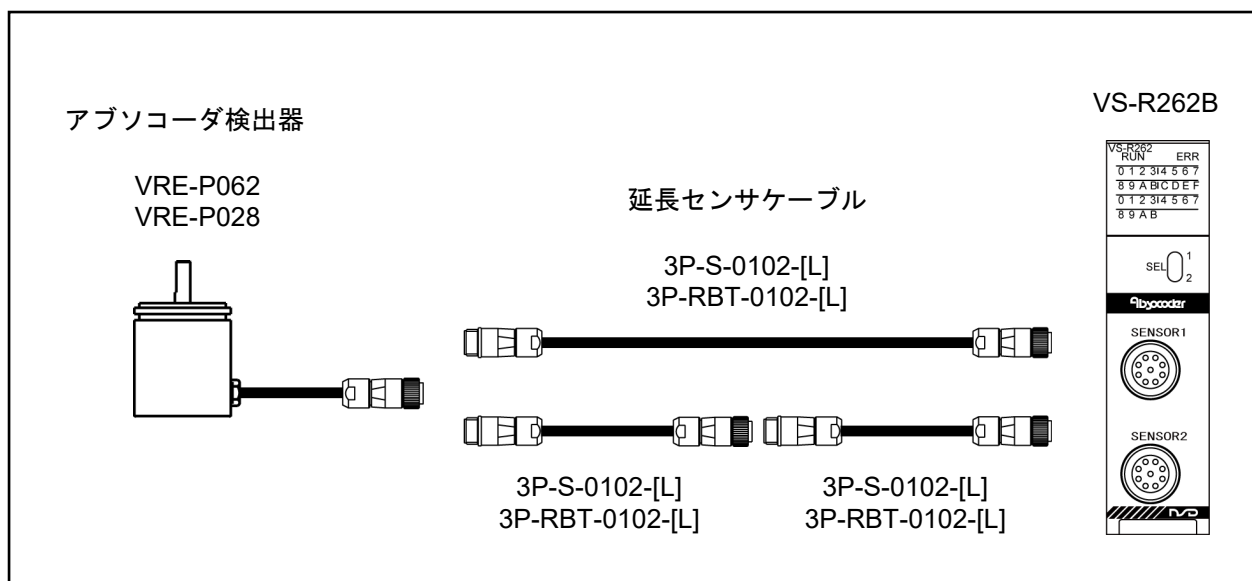 アブソコーダ検出器
VRE-P062
VRE-P028
延長センサケーブル
3P-S-0102-[L]
3P-RBT-0102-[L]
3P-S-0102-[L]
3P-RBT-0102-[L]
3P-S-0102-[L]
3P-RBT-0102-[L]
VS-R262B
VS-R262
RUN ERR
0 1 2 3 4 5 6 7
8 9 A B C D E F
0 1 2 3 4 5 6 7
8 9 A B
SEL 1
2
Absocoder
SENSOR1
SENSOR2
NSD